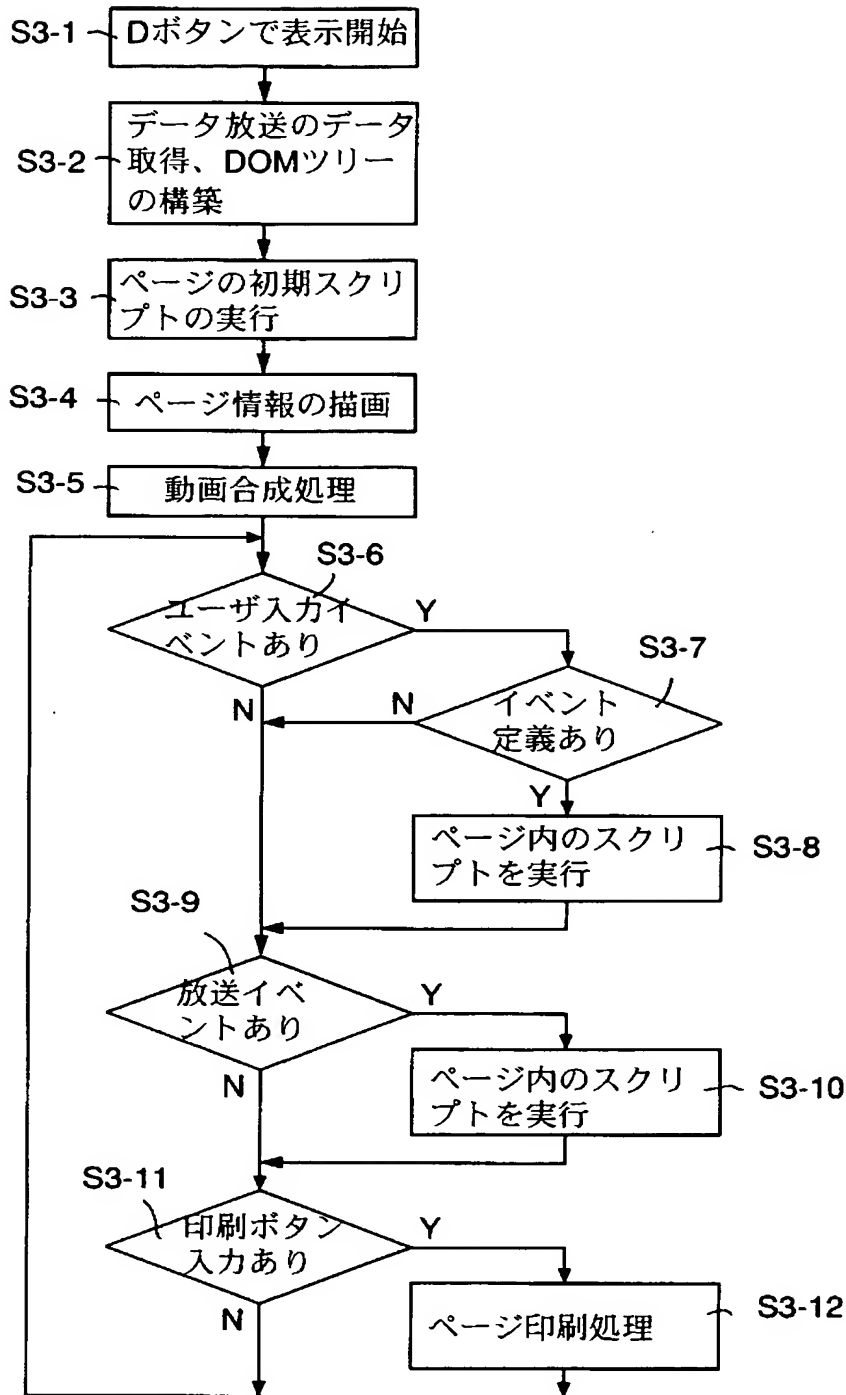 S3-1
Dボタンで表示開始
S3-2
データ放送のデータ
取得、DOMツリー
の構築
S3-3
ページの初期スクリ
プトの実行
S3-4
ページ情報の描画
S3-5
動画合成処理
S3-6
ユーザ入力イ
ベントあり
Y
N
S3-7
イベント
定義あり
N
Y
ページ内のスクリ
プトを実行
S3-8
S3-9
放送イベ
ントあり
Y
N
ページ内のスクリ
プトを実行
S3-10
S3-11
印刷ボタン
入力あり
Y
N
ページ印刷処理
S3-12